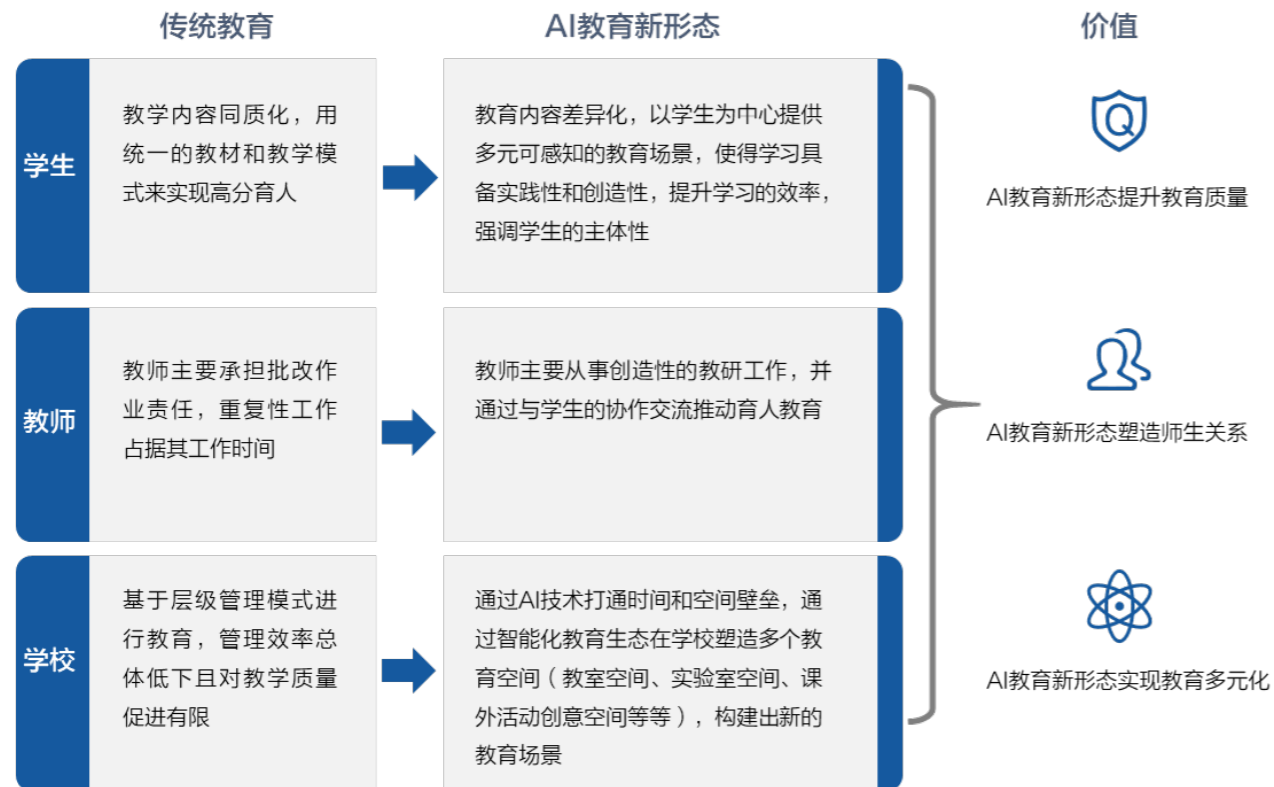 传统教育
AI教育新形态
价值
学生
教学内容同质化，用
统一的教材和教学模
式来实现高分育人
教育内容差异化，以学生为中心提供
多元可感知的教育场景，使得学习具
备实践性和创造性，提升学习的效率，
强调学生的主体性
Q
AI教育新形态提升教育质量
教师
教师主要承担批改作
业责任，重复性工作
占据其工作时间
教师主要从事创造性的教研工作，并
通过与学生的协作交流推动育人教育
AI教育新形态塑造师生关系
学校
基于层级管理模式进
行教育，管理效率总
体低下且对教学质量
促进有限
通过AI技术打通时间和空间壁垒，通
过智能化教育生态在学校塑造多个教
育空间（教室空间、实验室空间、课
外活动创意空间等等），构建出新的
教育场景
AI教育新形态实现教育多元化